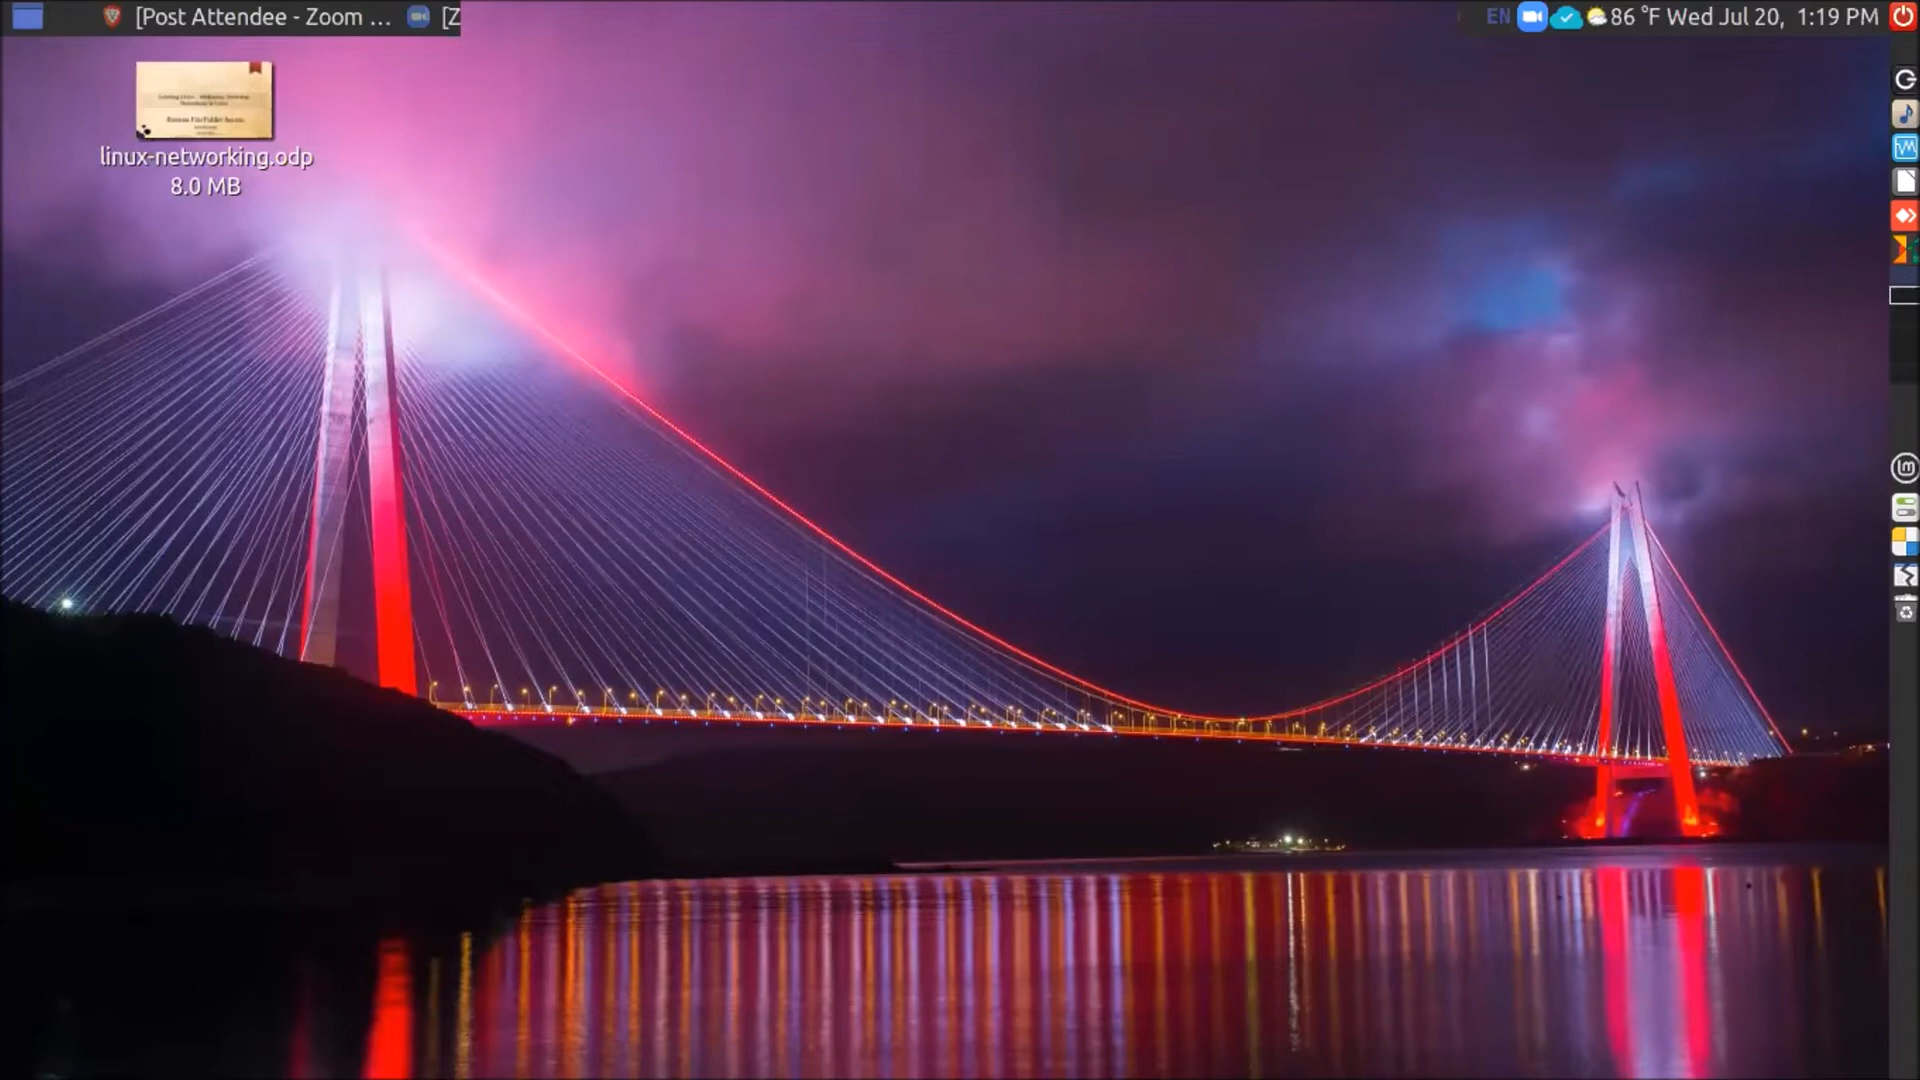 [Post Attendee - Zoom ... [Z
EN 86 °F Wed Jul 20, 1:19 PM
linux-networking.odp
8.0 MB